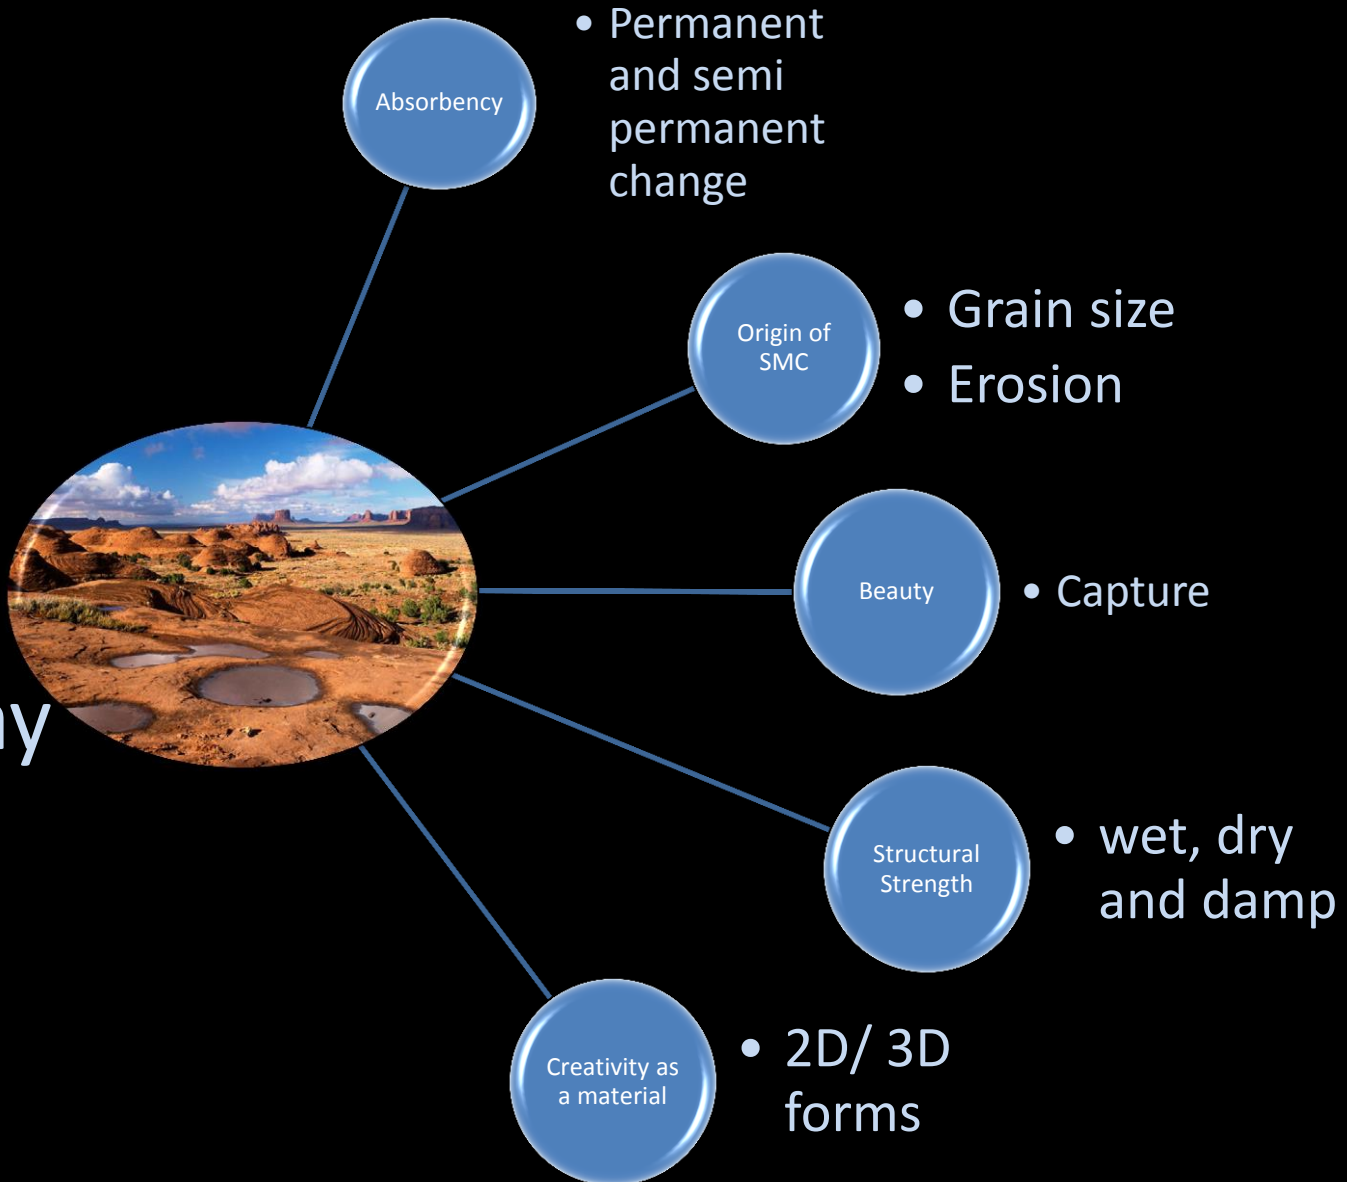 Absorbency
• Permanent
and semi
permanent
change
Origin of
SMC
• Grain size
• Erosion
Beauty
• Capture
Structural
Strength
• wet, dry
and damp
Creativity as
a material
• 2D/ 3D
forms